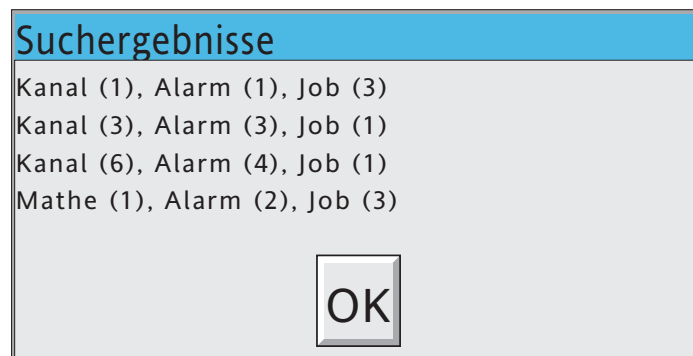 Suchergebnisse
Kanal (1), Alarm (1), Job (3)
Kanal (3), Alarm (3), Job (1)
Kanal (6), Alarm (4), Job (1)
Mathe (1), Alarm (2), Job (3)
OK